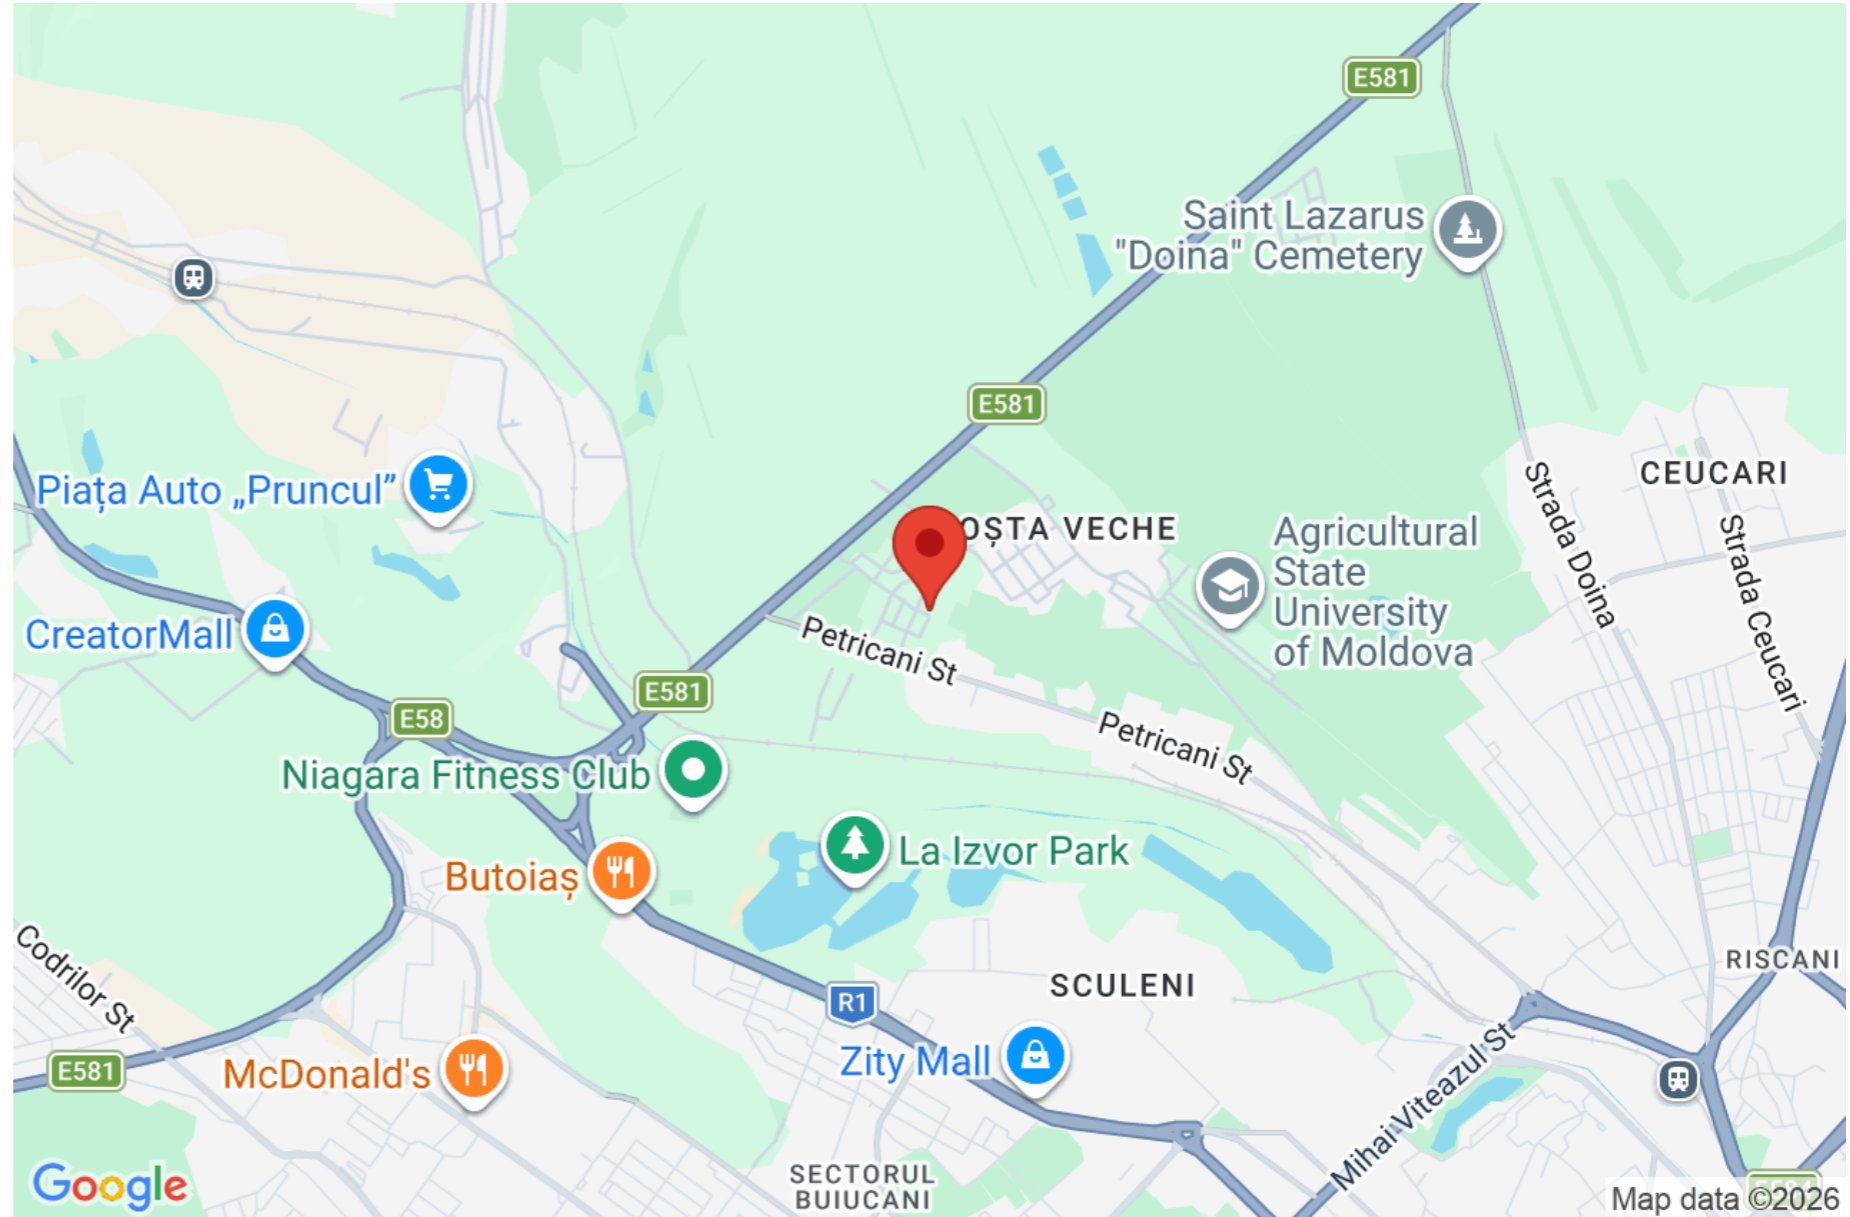 E581
Saint Lazarus
"Doina" Cemetery
E581
CEUCARI
Piața Auto „Pruncul”
Strada Doina
Strada Ceucari
OȘTA VECHE
Agricultural
State
University
of Moldova
CreatorMall
Petricani St
E581
E58
Petricani St
Niagara Fitness Club
La Izvor Park
Butoiaș
Codrilor St
RISCANI
SCULENI
R1
Mihai Viteazul St
Zity Mall
E581
McDonald's
SECTORUL
BUIUCANI
Google
Map data ©2026